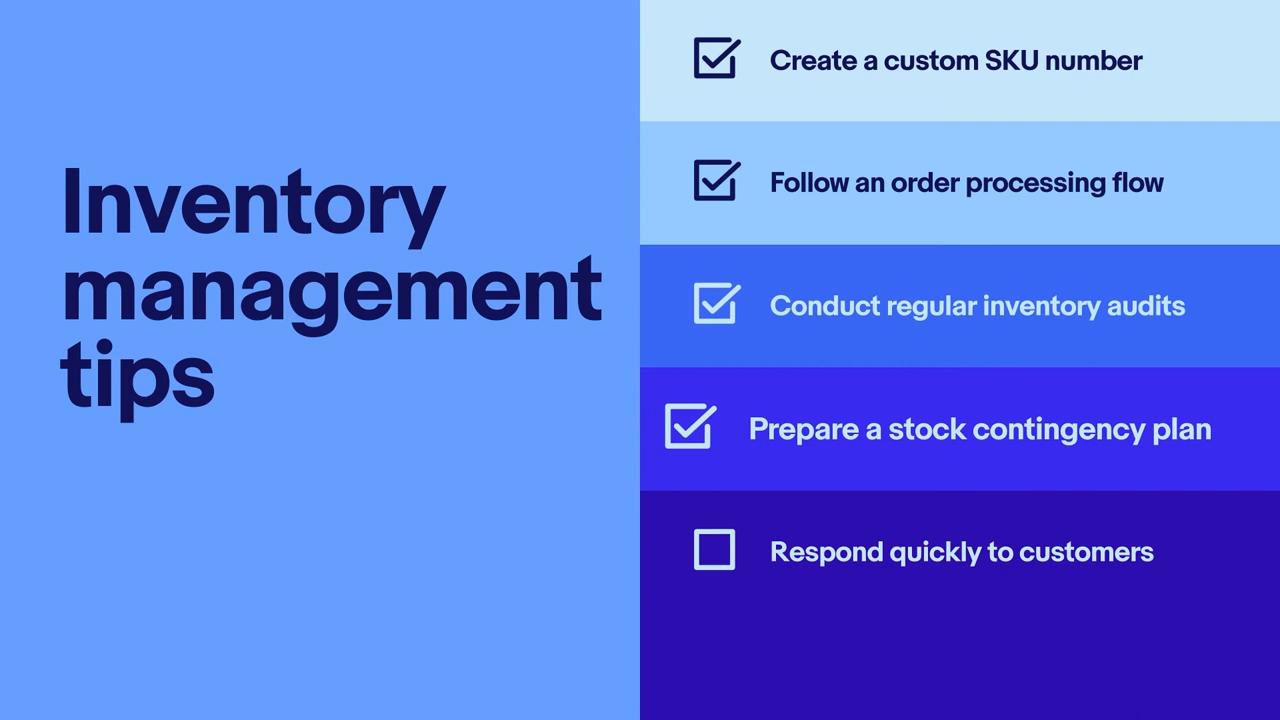 Inventory
management
tips
Create a custom SKU number
Follow an order processing flow
Conduct regular inventory audits
Prepare a stock contingency plan
Respond quickly to customers